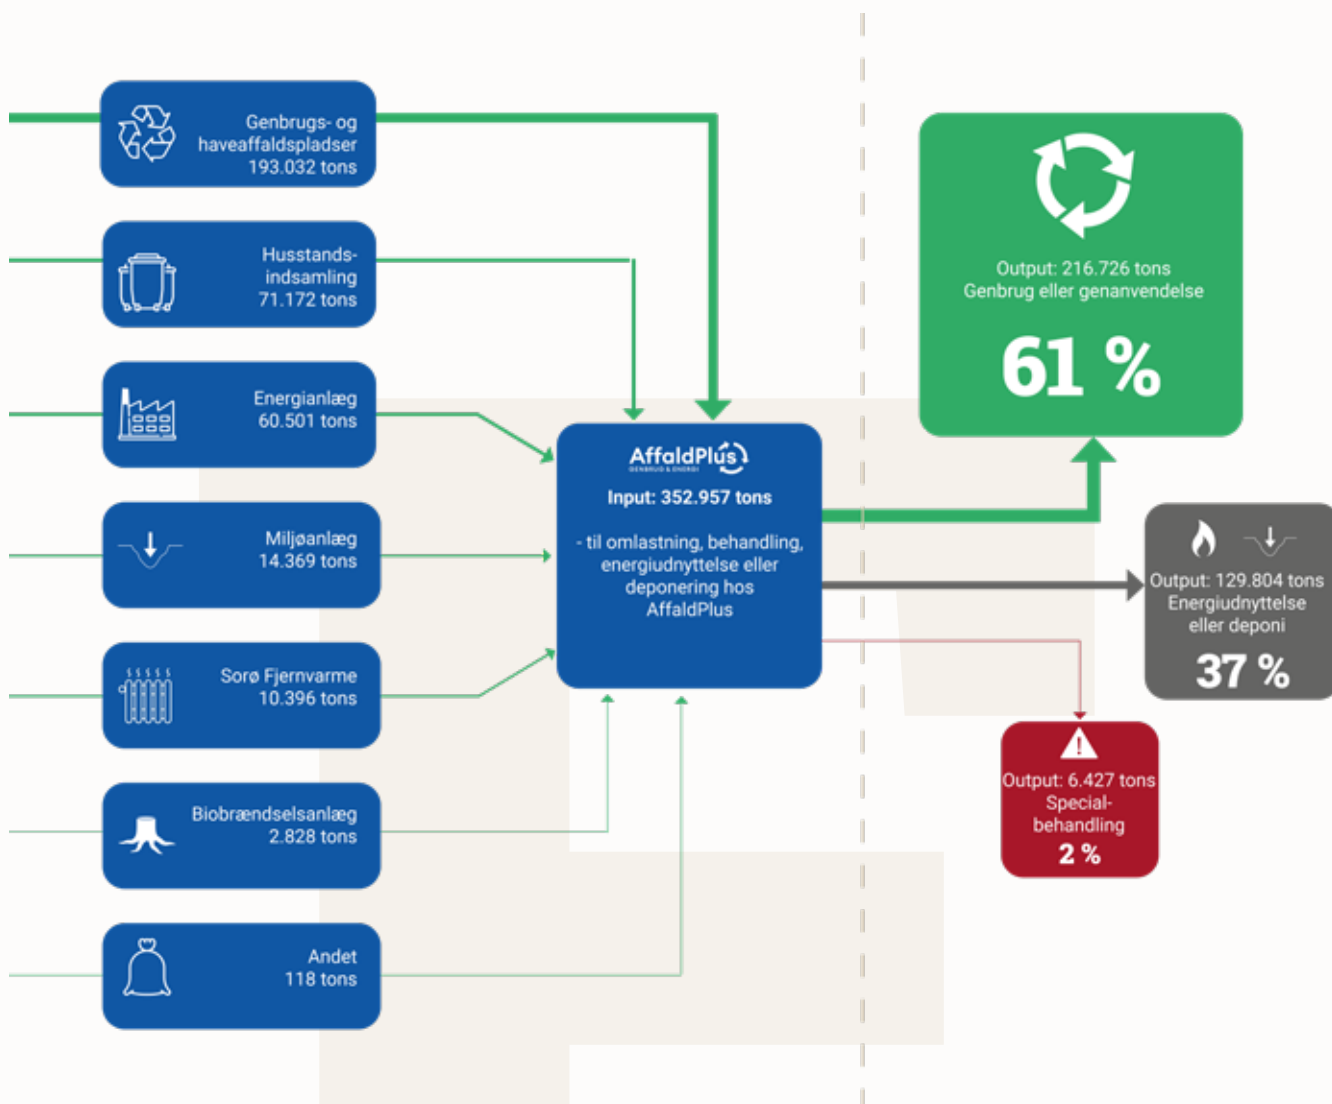 Genbrugs- og
haveaffaldspladser
193.032 tons
Husstands-
indsamling
71.172 tons
Energianlæg
60.501 tons
Miljøanlæg
14.369 tons
Sorø Fjernvarme
10.396 tons
Biobrændselsanlæg
2.828 tons
Andet
118 tons
AffaldPlus
GENBRUG & ENERGI
Input: 352.957 tons
- til omlastning, behandling,
energiudnyttelse eller
deponering hos
AffaldPlus
Output: 216.726 tons
Genbrug eller genanvendelse
61 %
Output: 129.804 tons
Energiudnyttelse
eller deponi
37 %
Output: 6.427 tons
Special-
behandling
2 %